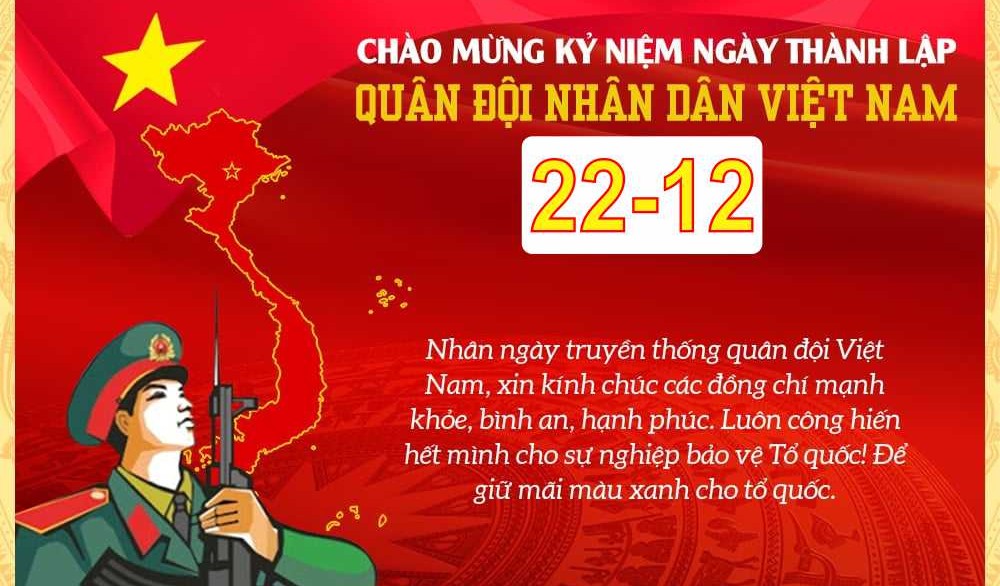 CHÀO MỪNG KỶ NIỆM NGÀY THÀNH LẬP
QUÂN ĐỘI NHÂN DÂN VIỆT NAM
22-12
Nhân ngày truyền thống quân đội Việt
Nam, xin kính chúc các đồng chí mạnh
khỏe, bình an, hạnh phúc. Luôn công hiến
hết mình cho sự nghiệp bảo vệ Tổ quốc! Để
giữ mãi màu xanh cho tổ quốc.